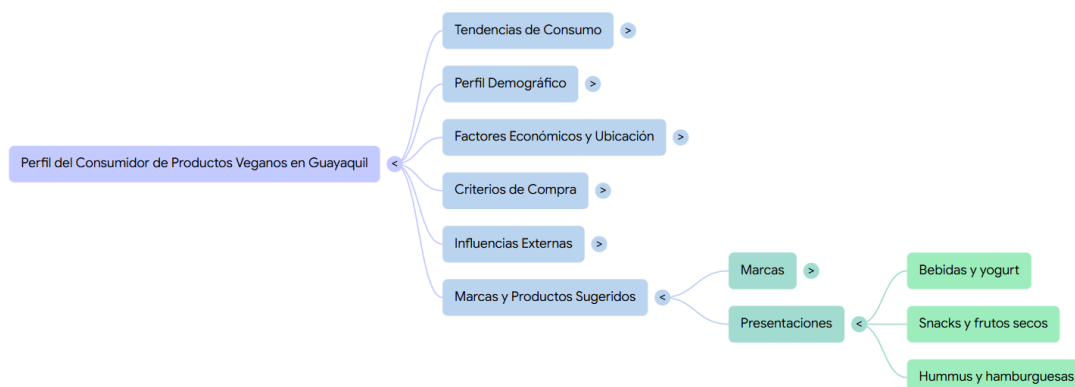 Tendencias de Consumo >
Perfil Demográfico >
Factores Económicos y Ubicación >
Perfil del Consumidor de Productos Veganos en Guayaquil <
Criterios de Compra >
Influencias Externas >
Marcas y Productos Sugeridos <
Marcas >
Presentaciones <
Bebidas y yogurt
Snacks y frutos secos
Hummus y hamburguesas